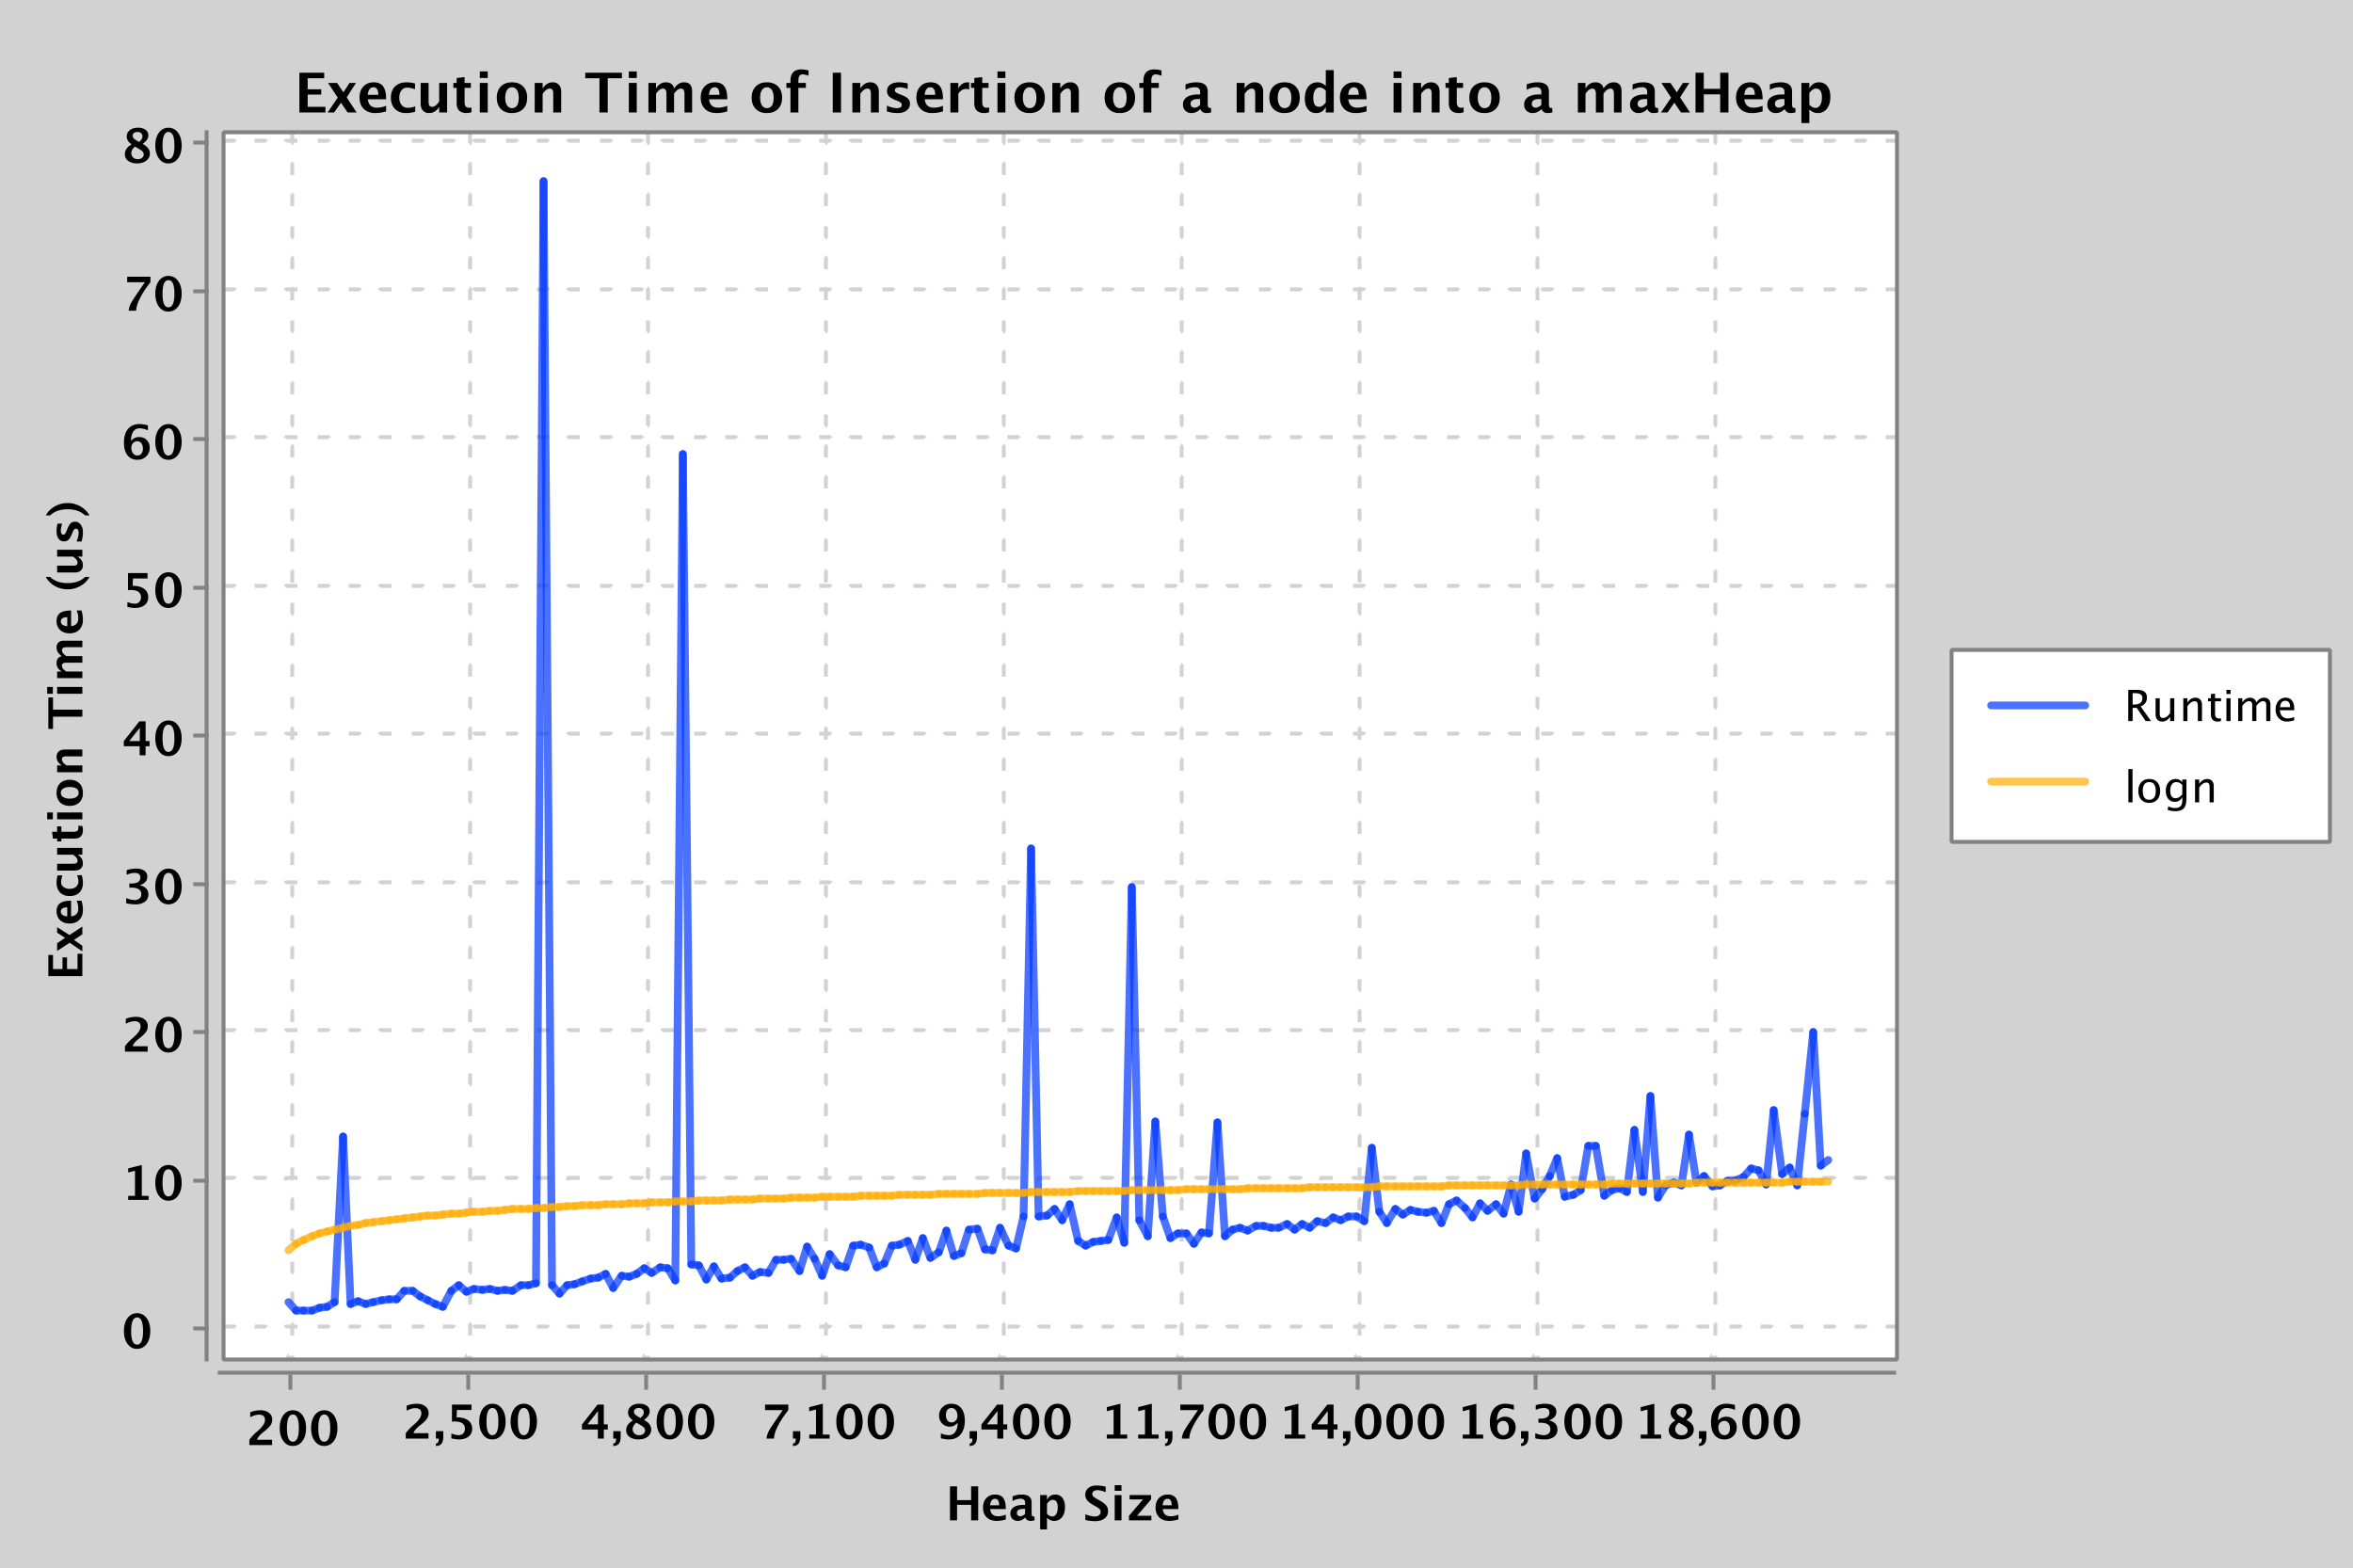 Execution Time of Insertion of a node into a maxHeap
80
70
60
50
40
30
20
10
0
Execution Time (us)
200 2,500 4,800 7,100 9,400 11,700 14,000 16,300 18,600
Heap Size
Runtime
logn